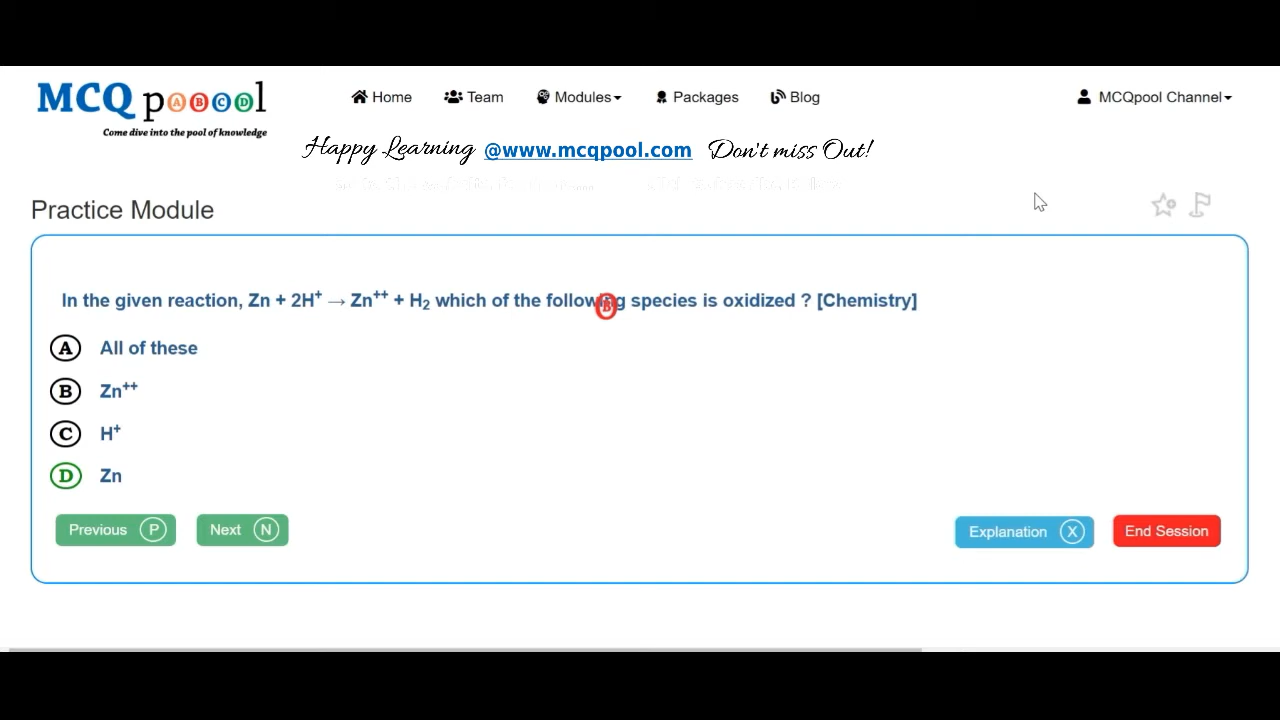 MCQ pooool
Come dive into the pool of knowledge
Home Team Modules Packages Blog MCQpool Channel
Happy Learning @www.mcqpool.com Don't miss Out!
Practice Module
In the given reaction, Zn + 2H⁺ → Zn⁺⁺ + H₂ which of the following species is oxidized ? [Chemistry]
A All of these
B Zn⁺⁺
C H⁺
D Zn
Previous P Next N Explanation X End Session